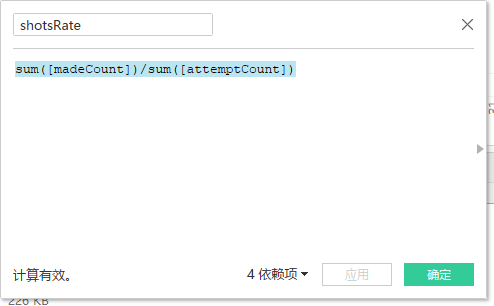 shotsRate
sum([madeCount])/sum([attemptCount])
计算有效。
4 依赖项
应用
确定
226 KB